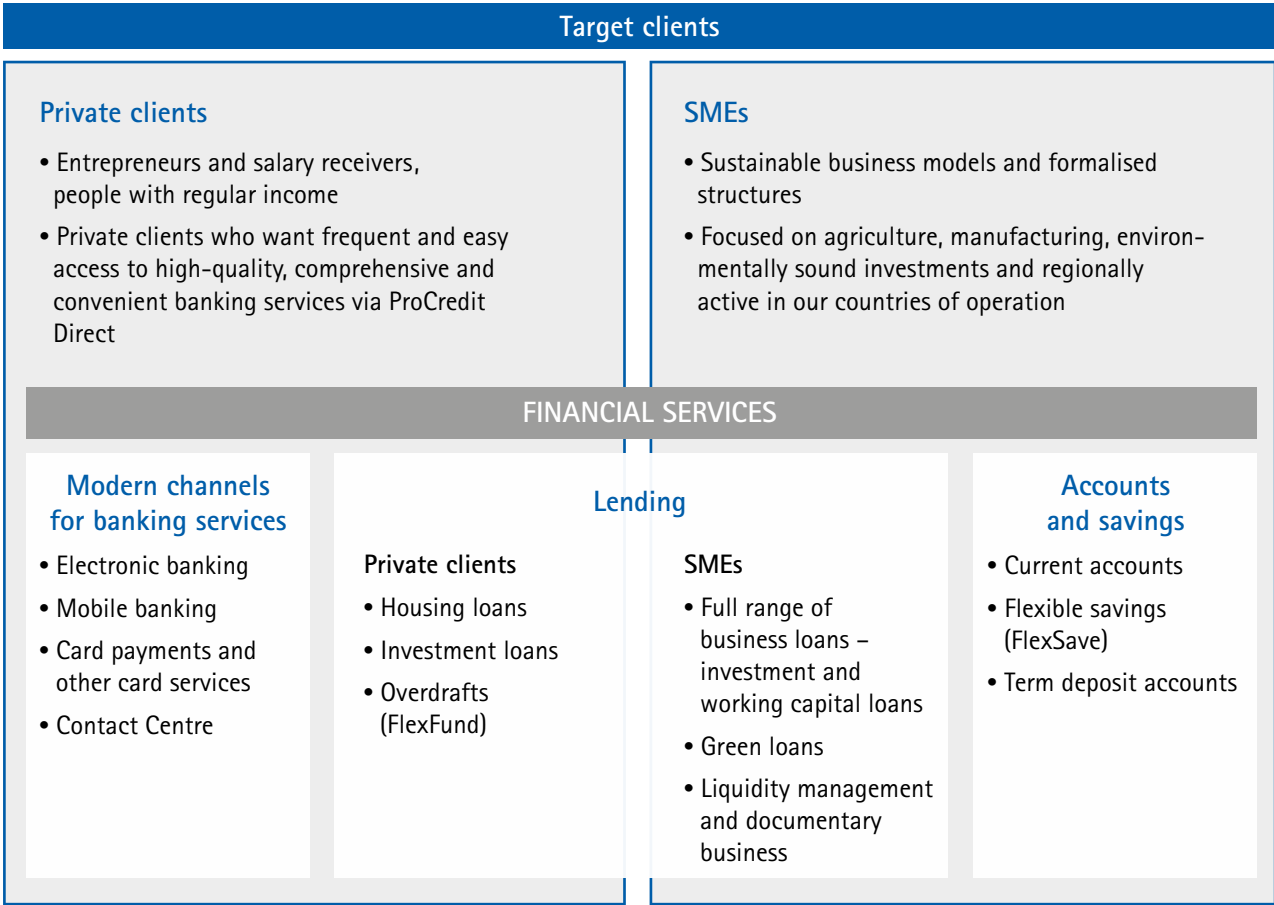 Target clients
Private clients
• Entrepreneurs and salary receivers,
people with regular income
• Private clients who want frequent and easy
access to high-quality, comprehensive and
convenient banking services via ProCredit
Direct
SMEs
• Sustainable business models and formalised
structures
• Focused on agriculture, manufacturing, environ-
mentally sound investments and regionally
active in our countries of operation
FINANCIAL SERVICES
Modern channels
for banking services
• Electronic banking
• Mobile banking
• Card payments and
other card services
• Contact Centre
Lending
Private clients
• Housing loans
• Investment loans
• Overdrafts
(FlexFund)
SMEs
• Full range of
business loans –
investment and
working capital loans
• Green loans
• Liquidity management
and documentary
business
Accounts
and savings
• Current accounts
• Flexible savings
(FlexSave)
• Term deposit accounts